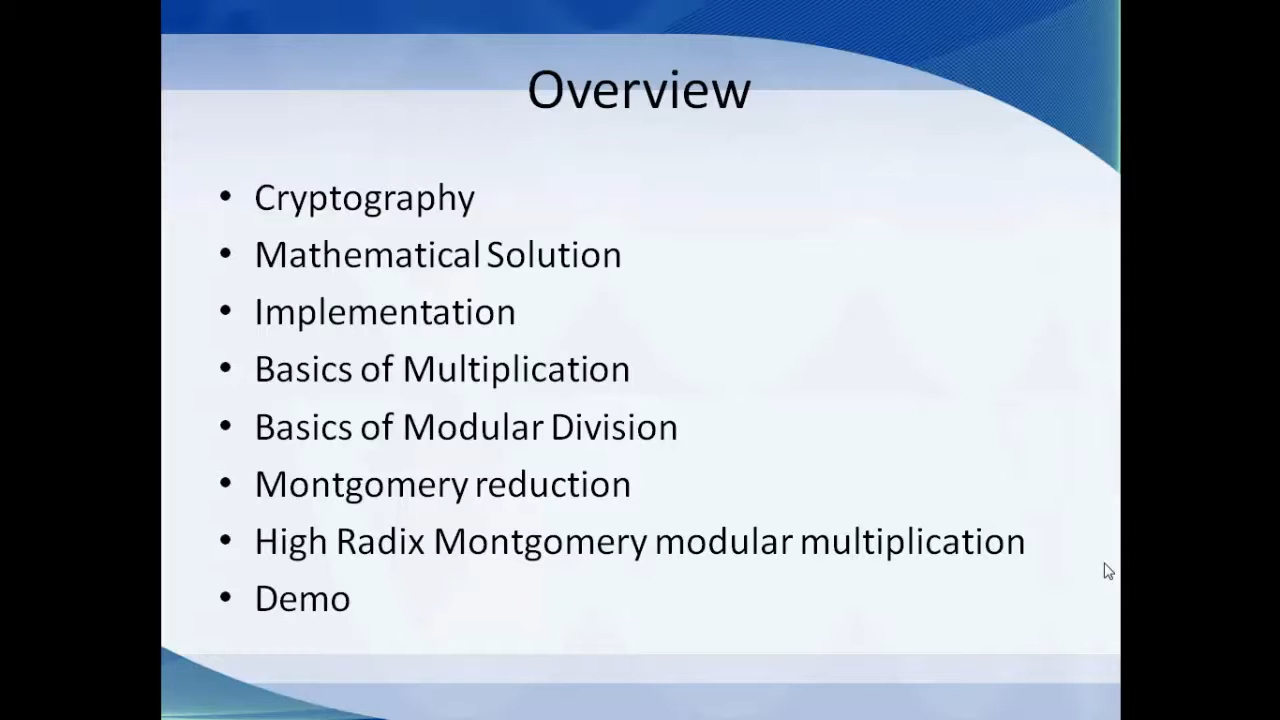 Overview
• Cryptography
• Mathematical Solution
• Implementation
• Basics of Multiplication
• Basics of Modular Division
• Montgomery reduction
• High Radix Montgomery modular multiplication
• Demo